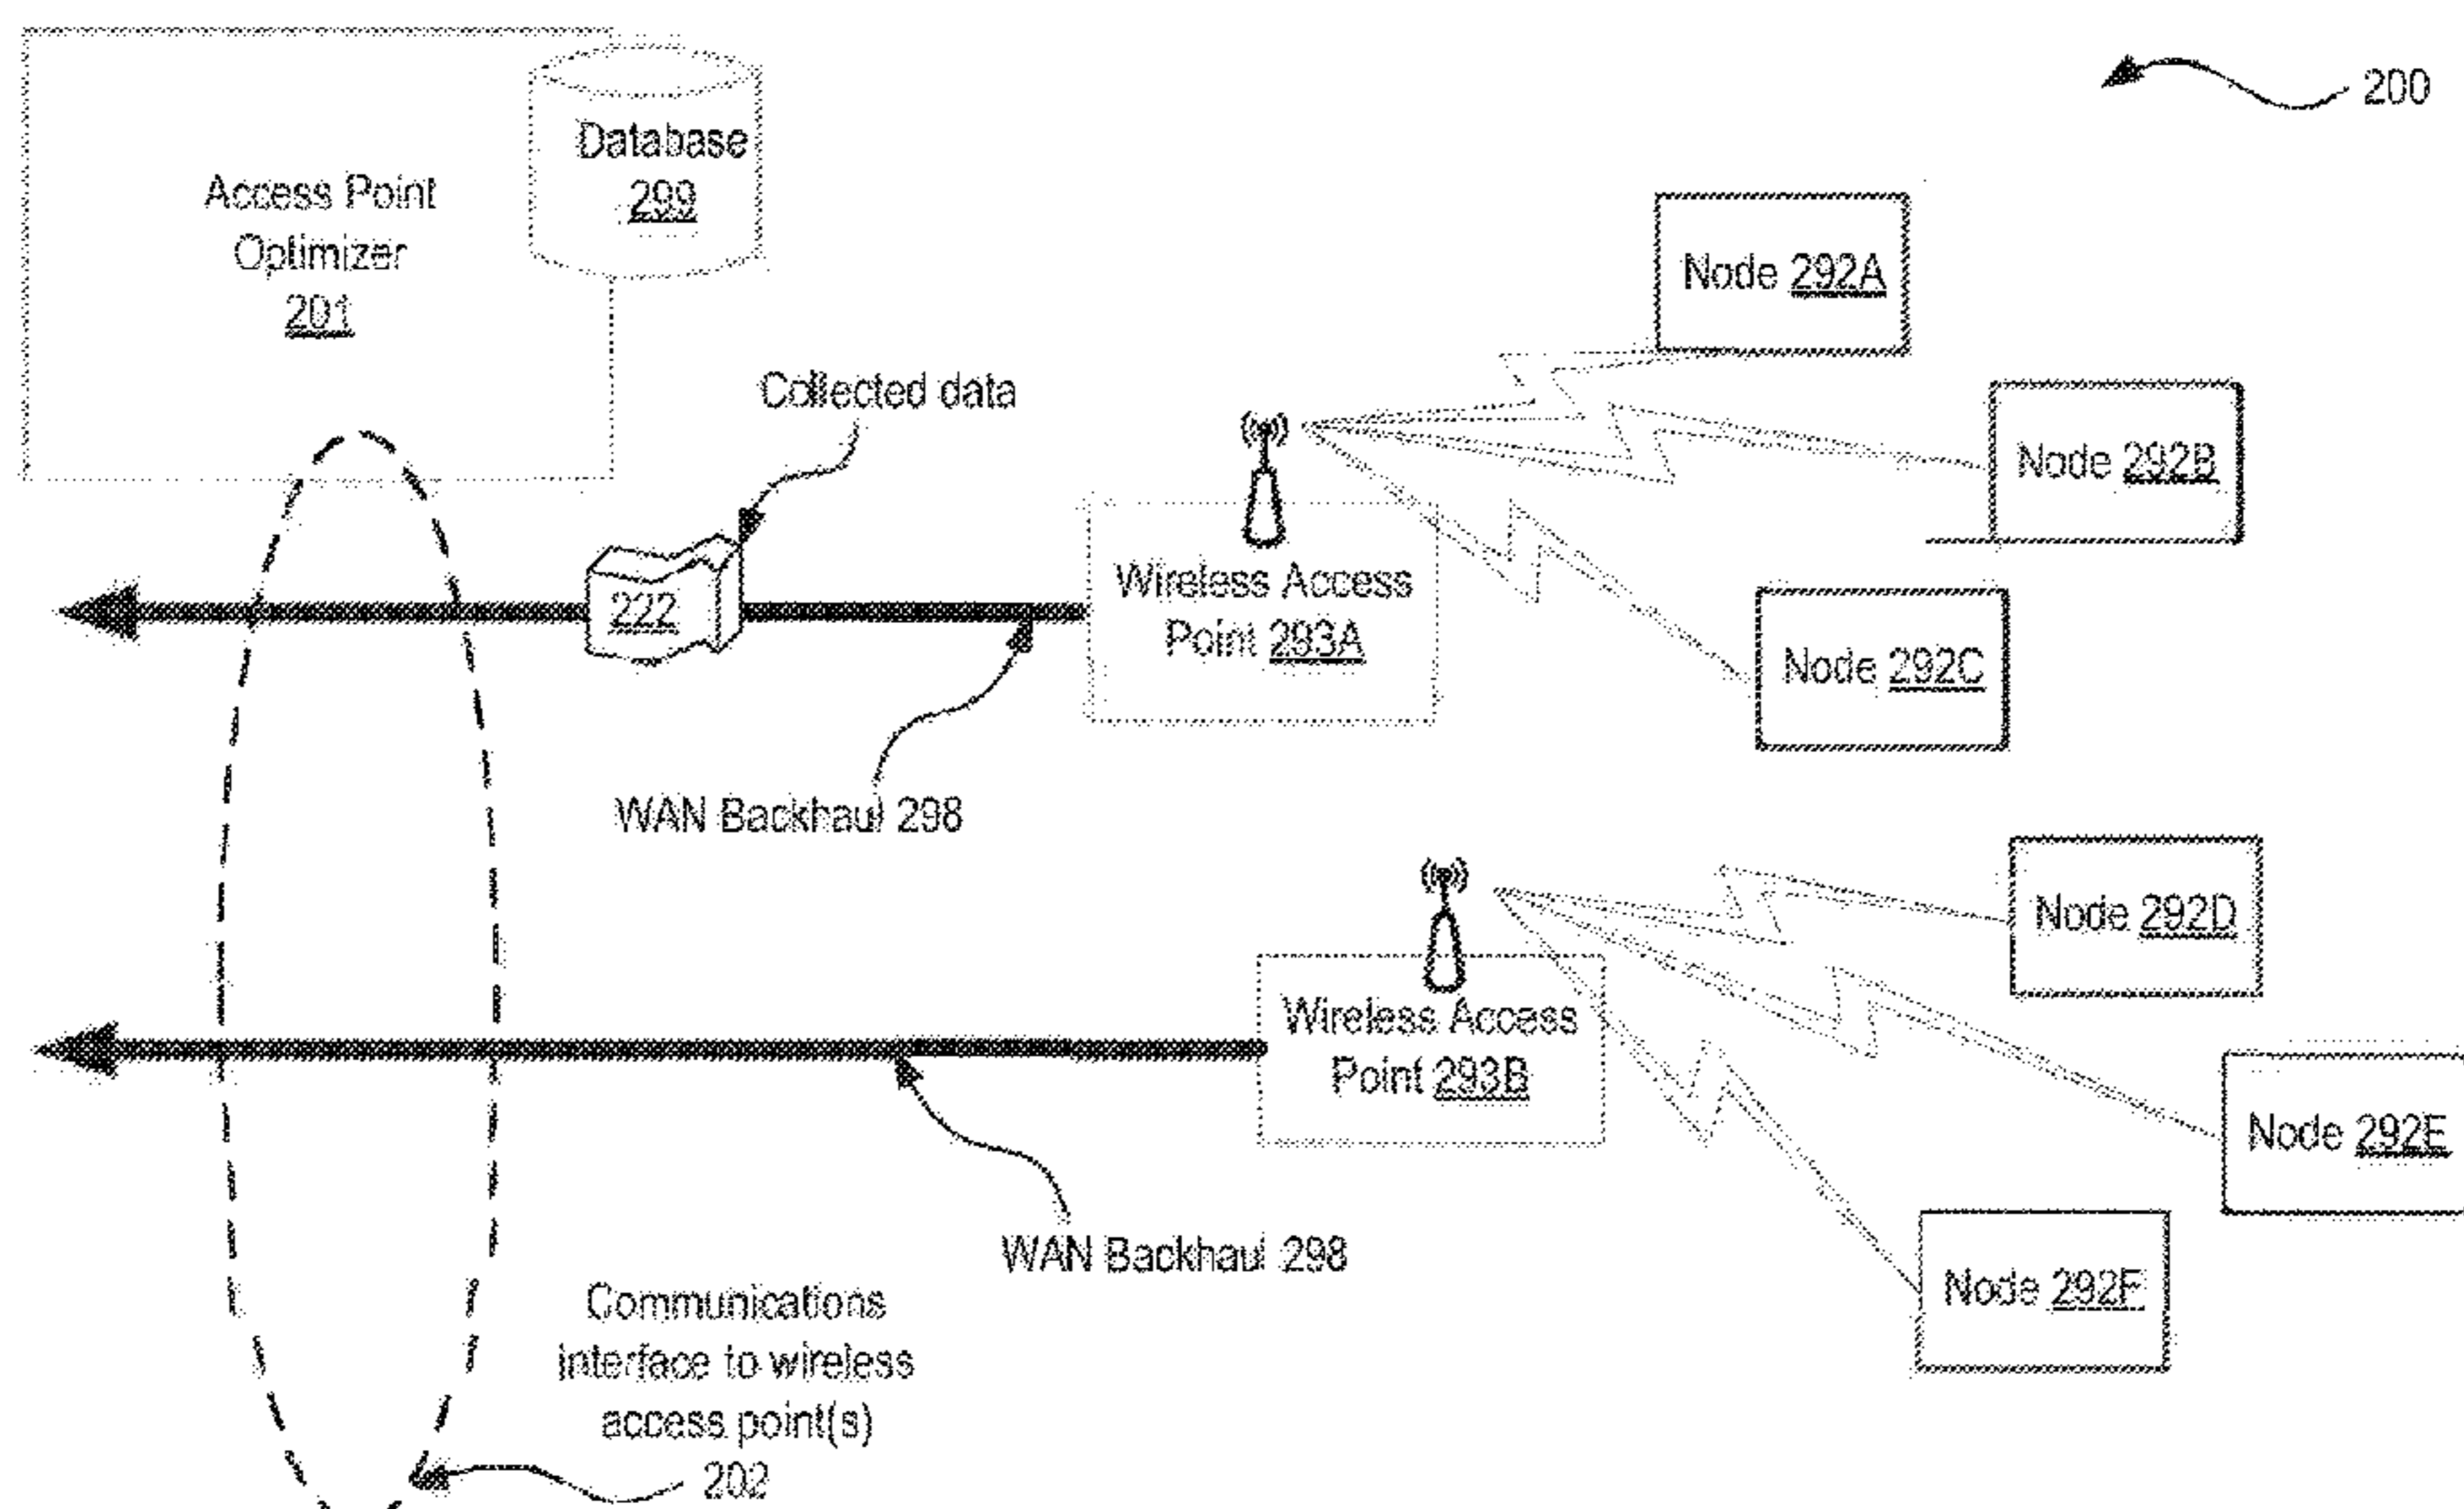 200
Database
299
Access Point
Optimizer
201
Node 292A
Collected data
Node 292B
222
Wireless Access
Point 293A
Node 292C
WAN Backhaul 298
Node 292D
Wireless Access
Point 293B
Node 292E
WAN Backhaul 298
Node 292F
Communications
interface to wireless
access point(s)
202